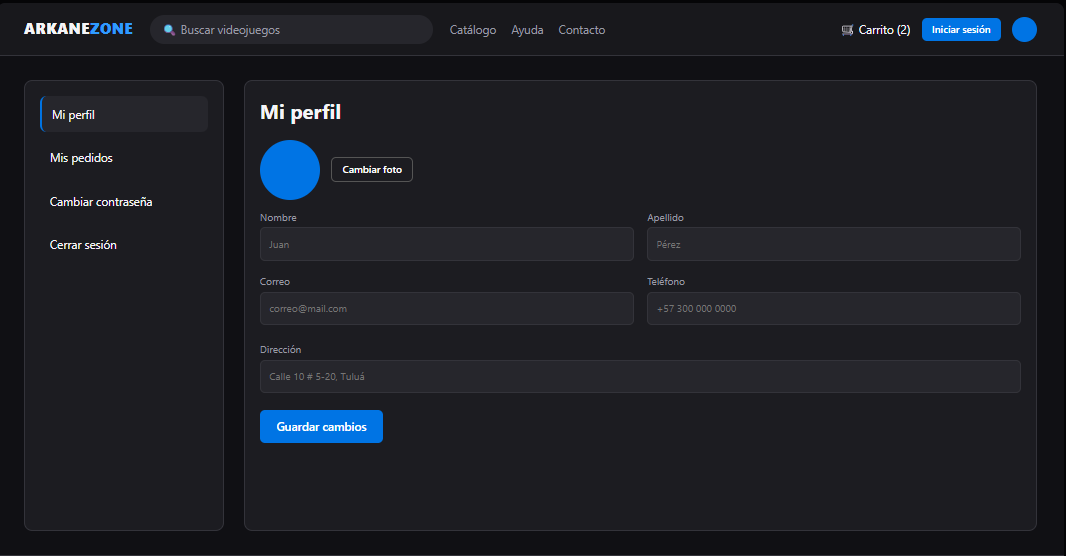 ARKANEZONE
Buscar videojuegos
Catálogo
Ayuda
Contacto
Carrito (2)
Iniciar sesión
Mi perfil
Mis pedidos
Cambiar contraseña
Cerrar sesión
Mi perfil
Cambiar foto
Nombre
Juan
Apellido
Pérez
Correo
correo@mail.com
Teléfono
+57 300 000 0000
Dirección
Calle 10 # 5-20, Tuluá
Guardar cambios